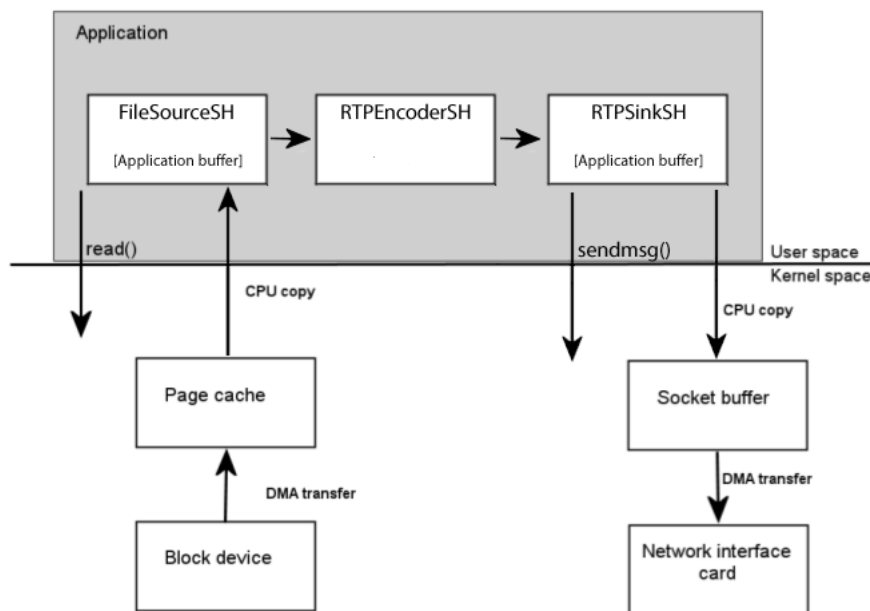 Application
FileSourceSH
[Application buffer]
RTPEncoderSH
RTPSinkSH
[Application buffer]
read()
sendmsg()
User space
Kernel space
CPU copy
CPU copy
Page cache
Socket buffer
DMA transfer
DMA transfer
Block device
Network interface
card